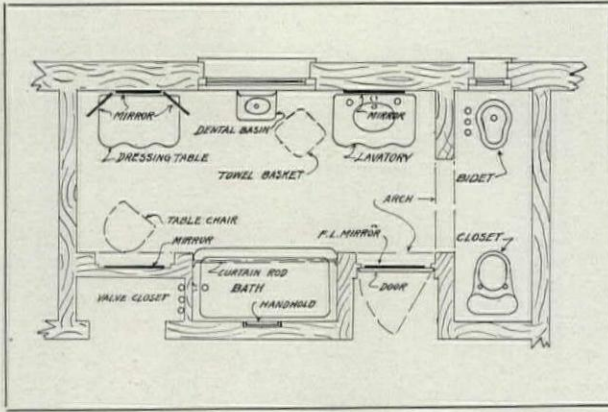 MIRROR
DENTAL BASIN
MIRROR
DRESSING TABLE
TOWEL BASKET
LAVATORY
BIDET
ARCH
TABLE CHAIR
MIRROR
F.L. MIRROR
CLOSET
CURTAIN ROD
BATH
DOOR
VALVE CLOSET
HANDHOLD